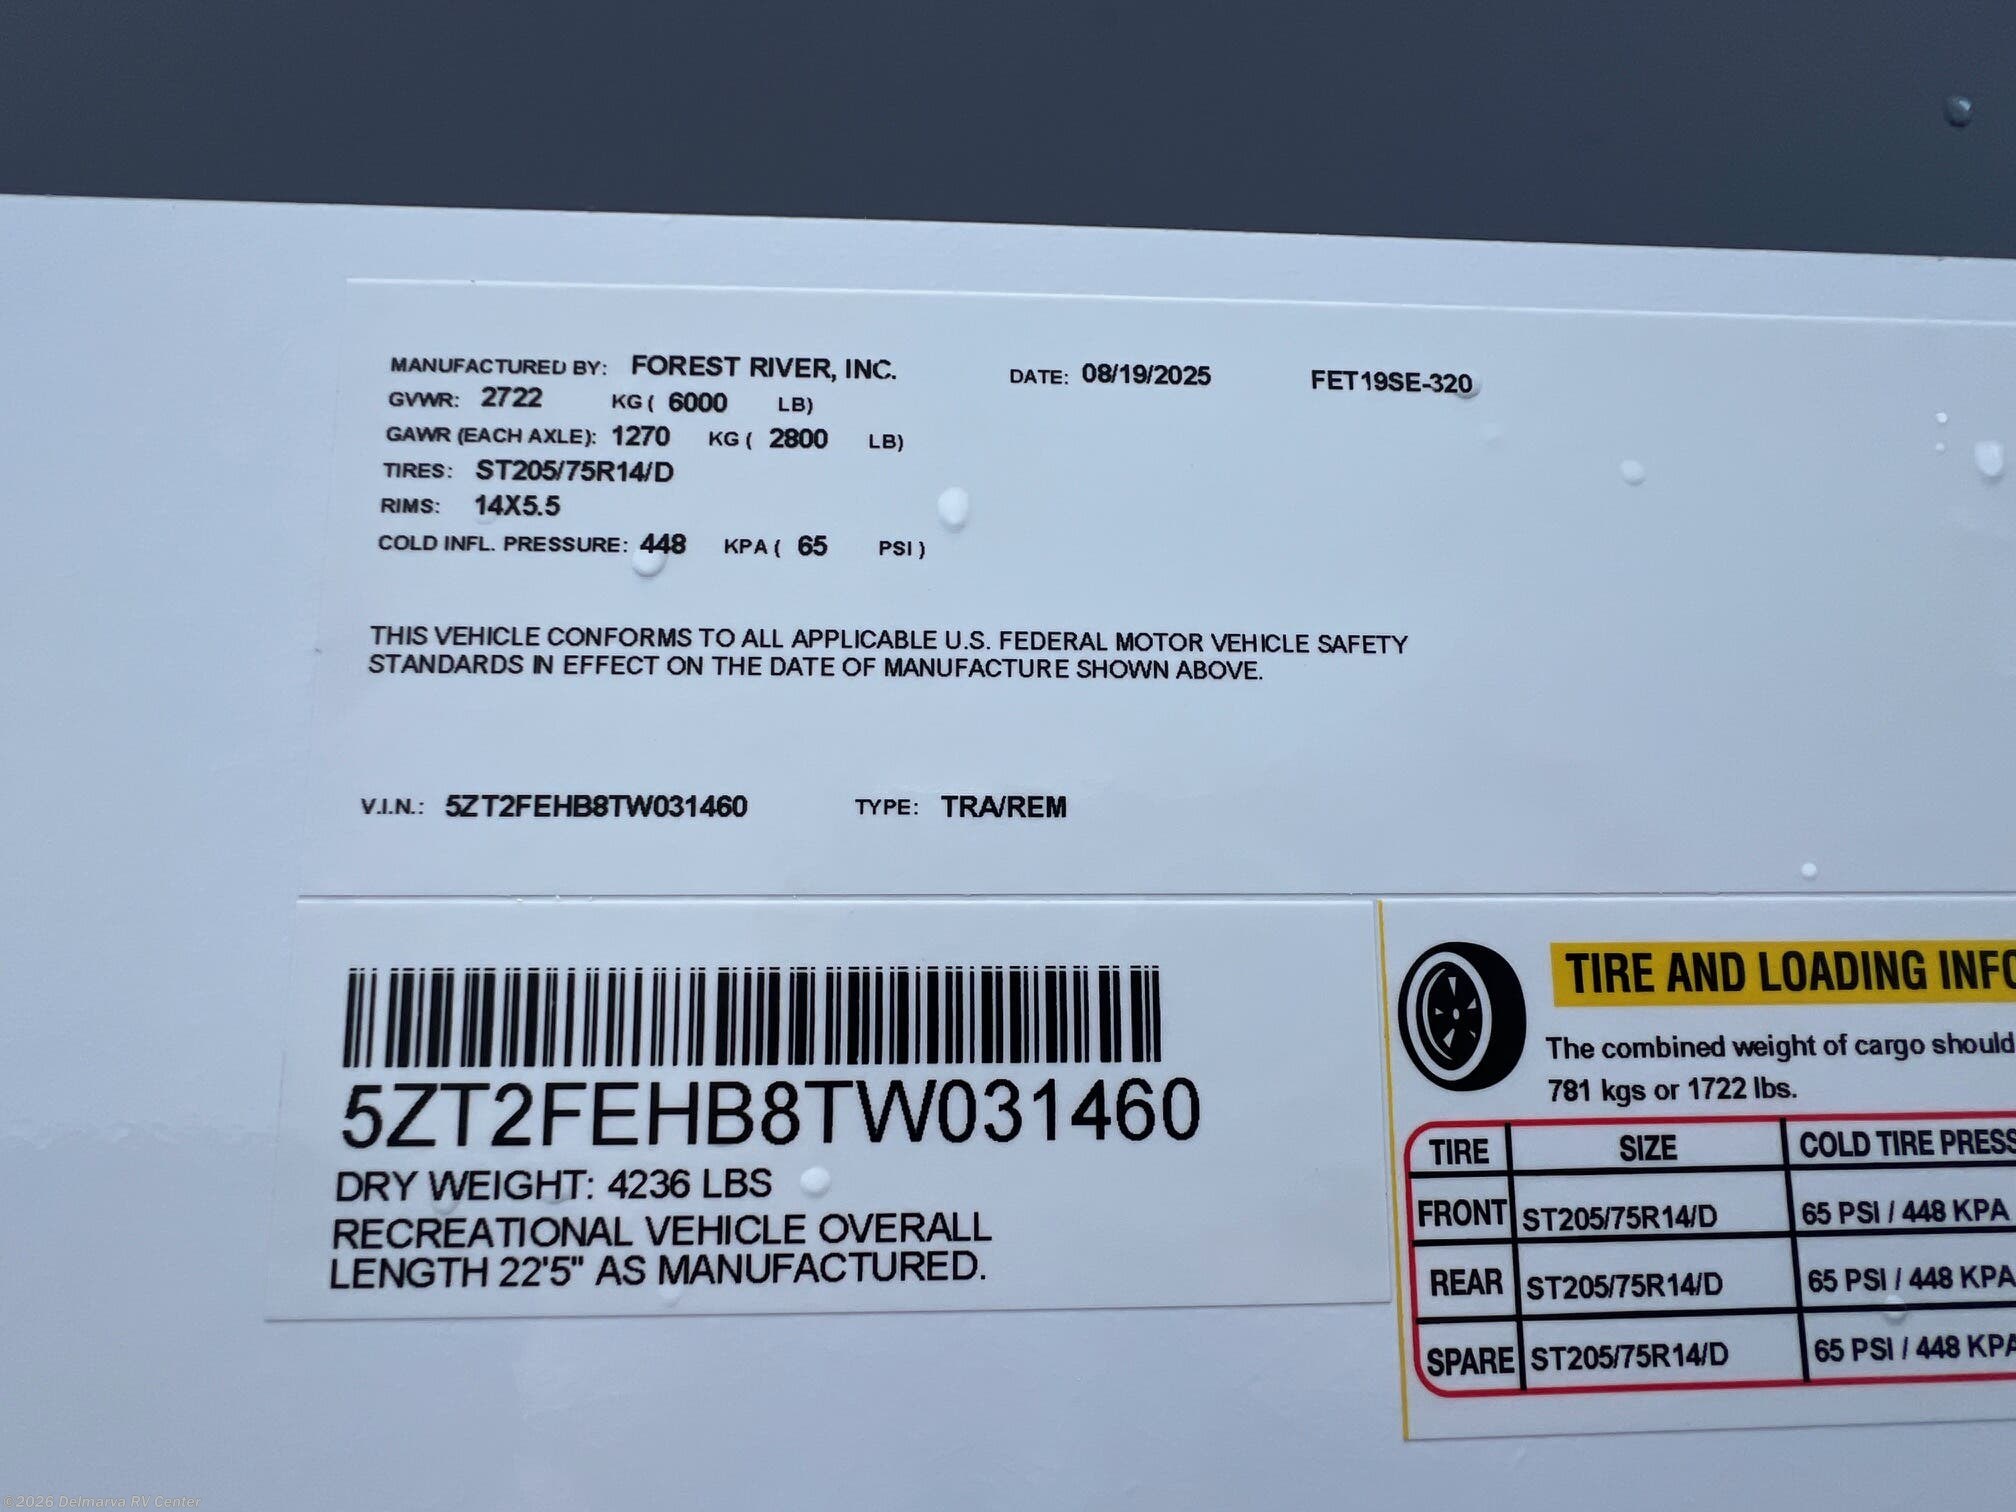 MANUFACTURED BY: FOREST RIVER, INC. DATE: 08/19/2025 FET19SE-320
GVWR: 2722 KG ( 6000 LB)
GAWR (EACH AXLE): 1270 KG ( 2800 LB)
TIRES: ST205/75R14/D
RIMS: 14X5.5
COLD INFL. PRESSURE: 448 KPA ( 65 PSI )
THIS VEHICLE CONFORMS TO ALL APPLICABLE U.S. FEDERAL MOTOR VEHICLE SAFETY
STANDARDS IN EFFECT ON THE DATE OF MANUFACTURE SHOWN ABOVE.
V.I.N.: 5ZT2FEHB8TW031460 TYPE: TRA/REM
5ZT2FEHB8TW031460
DRY WEIGHT: 4236 LBS
RECREATIONAL VEHICLE OVERALL
LENGTH 22'5" AS MANUFACTURED.
TIRE AND LOADING INFO
The combined weight of cargo should
781 kgs or 1722 lbs.
TIRE SIZE COLD TIRE PRESS
FRONT ST205/75R14/D 65 PSI / 448 KPA
REAR ST205/75R14/D 65 PSI / 448 KPA
SPARE ST205/75R14/D 65 PSI / 448 KPA
©2026 Delmarva RV Center